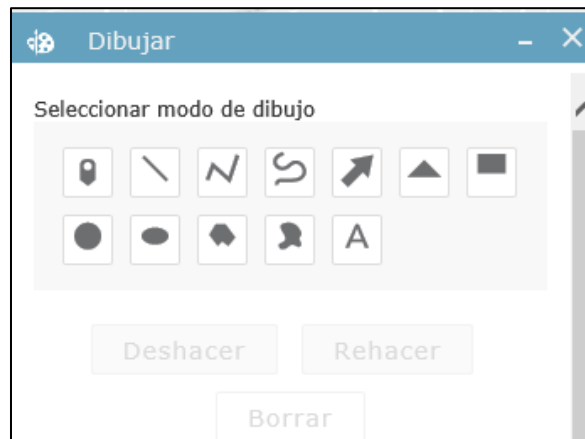 Dibujar
Seleccionar modo de dibujo
A
Deshacer Rehacer
Borrar